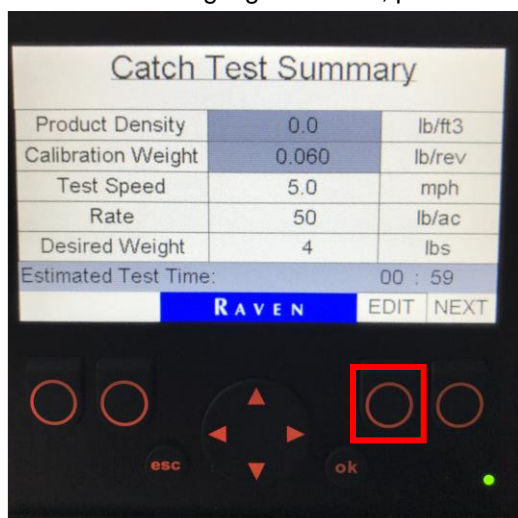 Catch Test Summary
Product Density 0.0 lb/ft3
Calibration Weight 0.060 lb/rev
Test Speed 5.0 mph
Rate 50 lb/ac
Desired Weight 4 lbs
Estimated Test Time: 00 : 59
RAVEN EDIT NEXT
esc ok